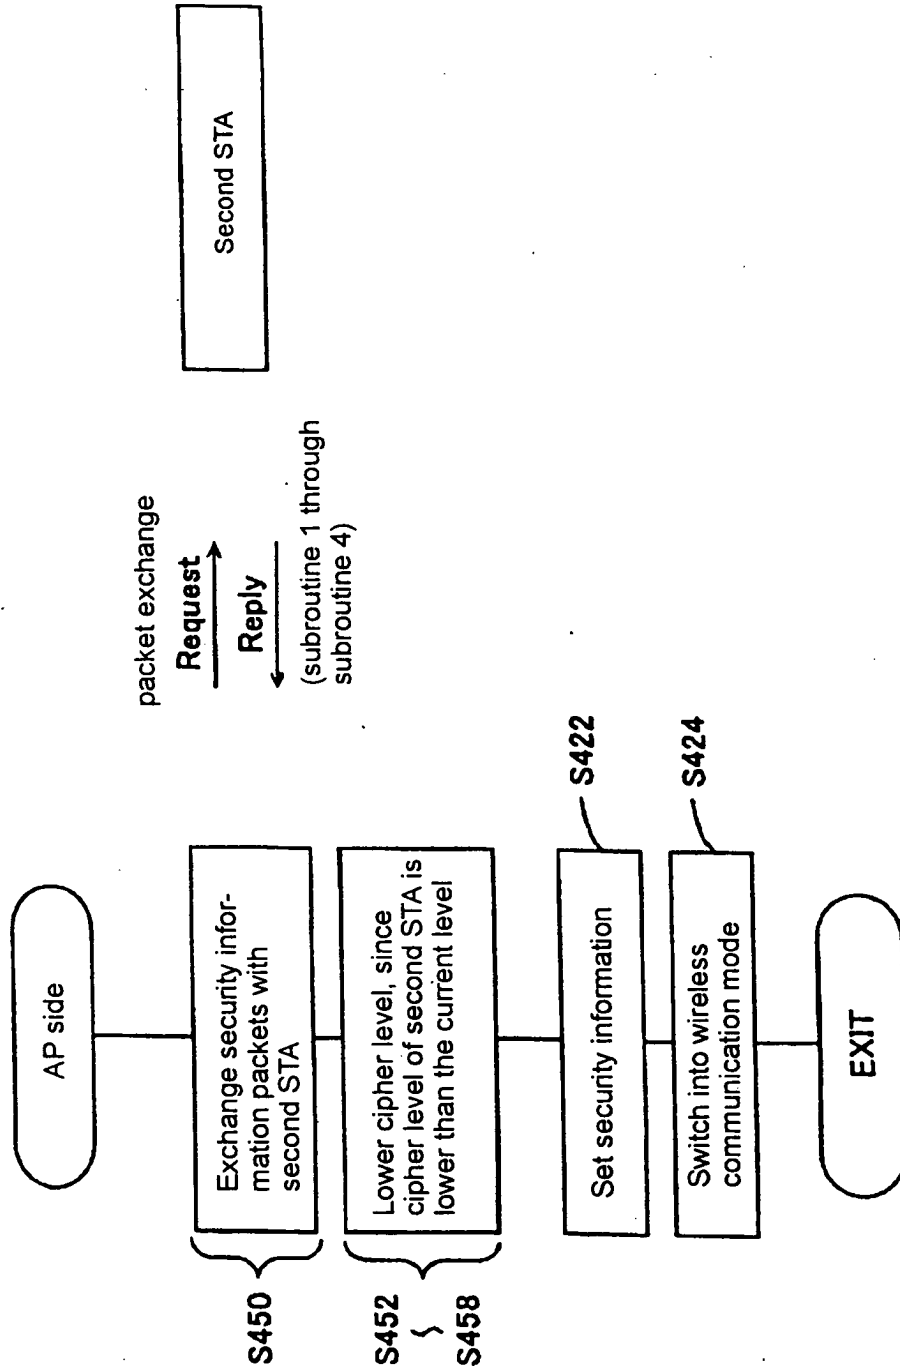 AP side
packet exchange
Request
Reply
(subroutine 1 through
subroutine 4)
Second STA
S450
Exchange security infor-
mation packets with
second STA
S452
S458
Lower cipher level, since
cipher level of second STA is
lower than the current level
Set security information
S422
Switch into wireless
communication mode
S424
EXIT